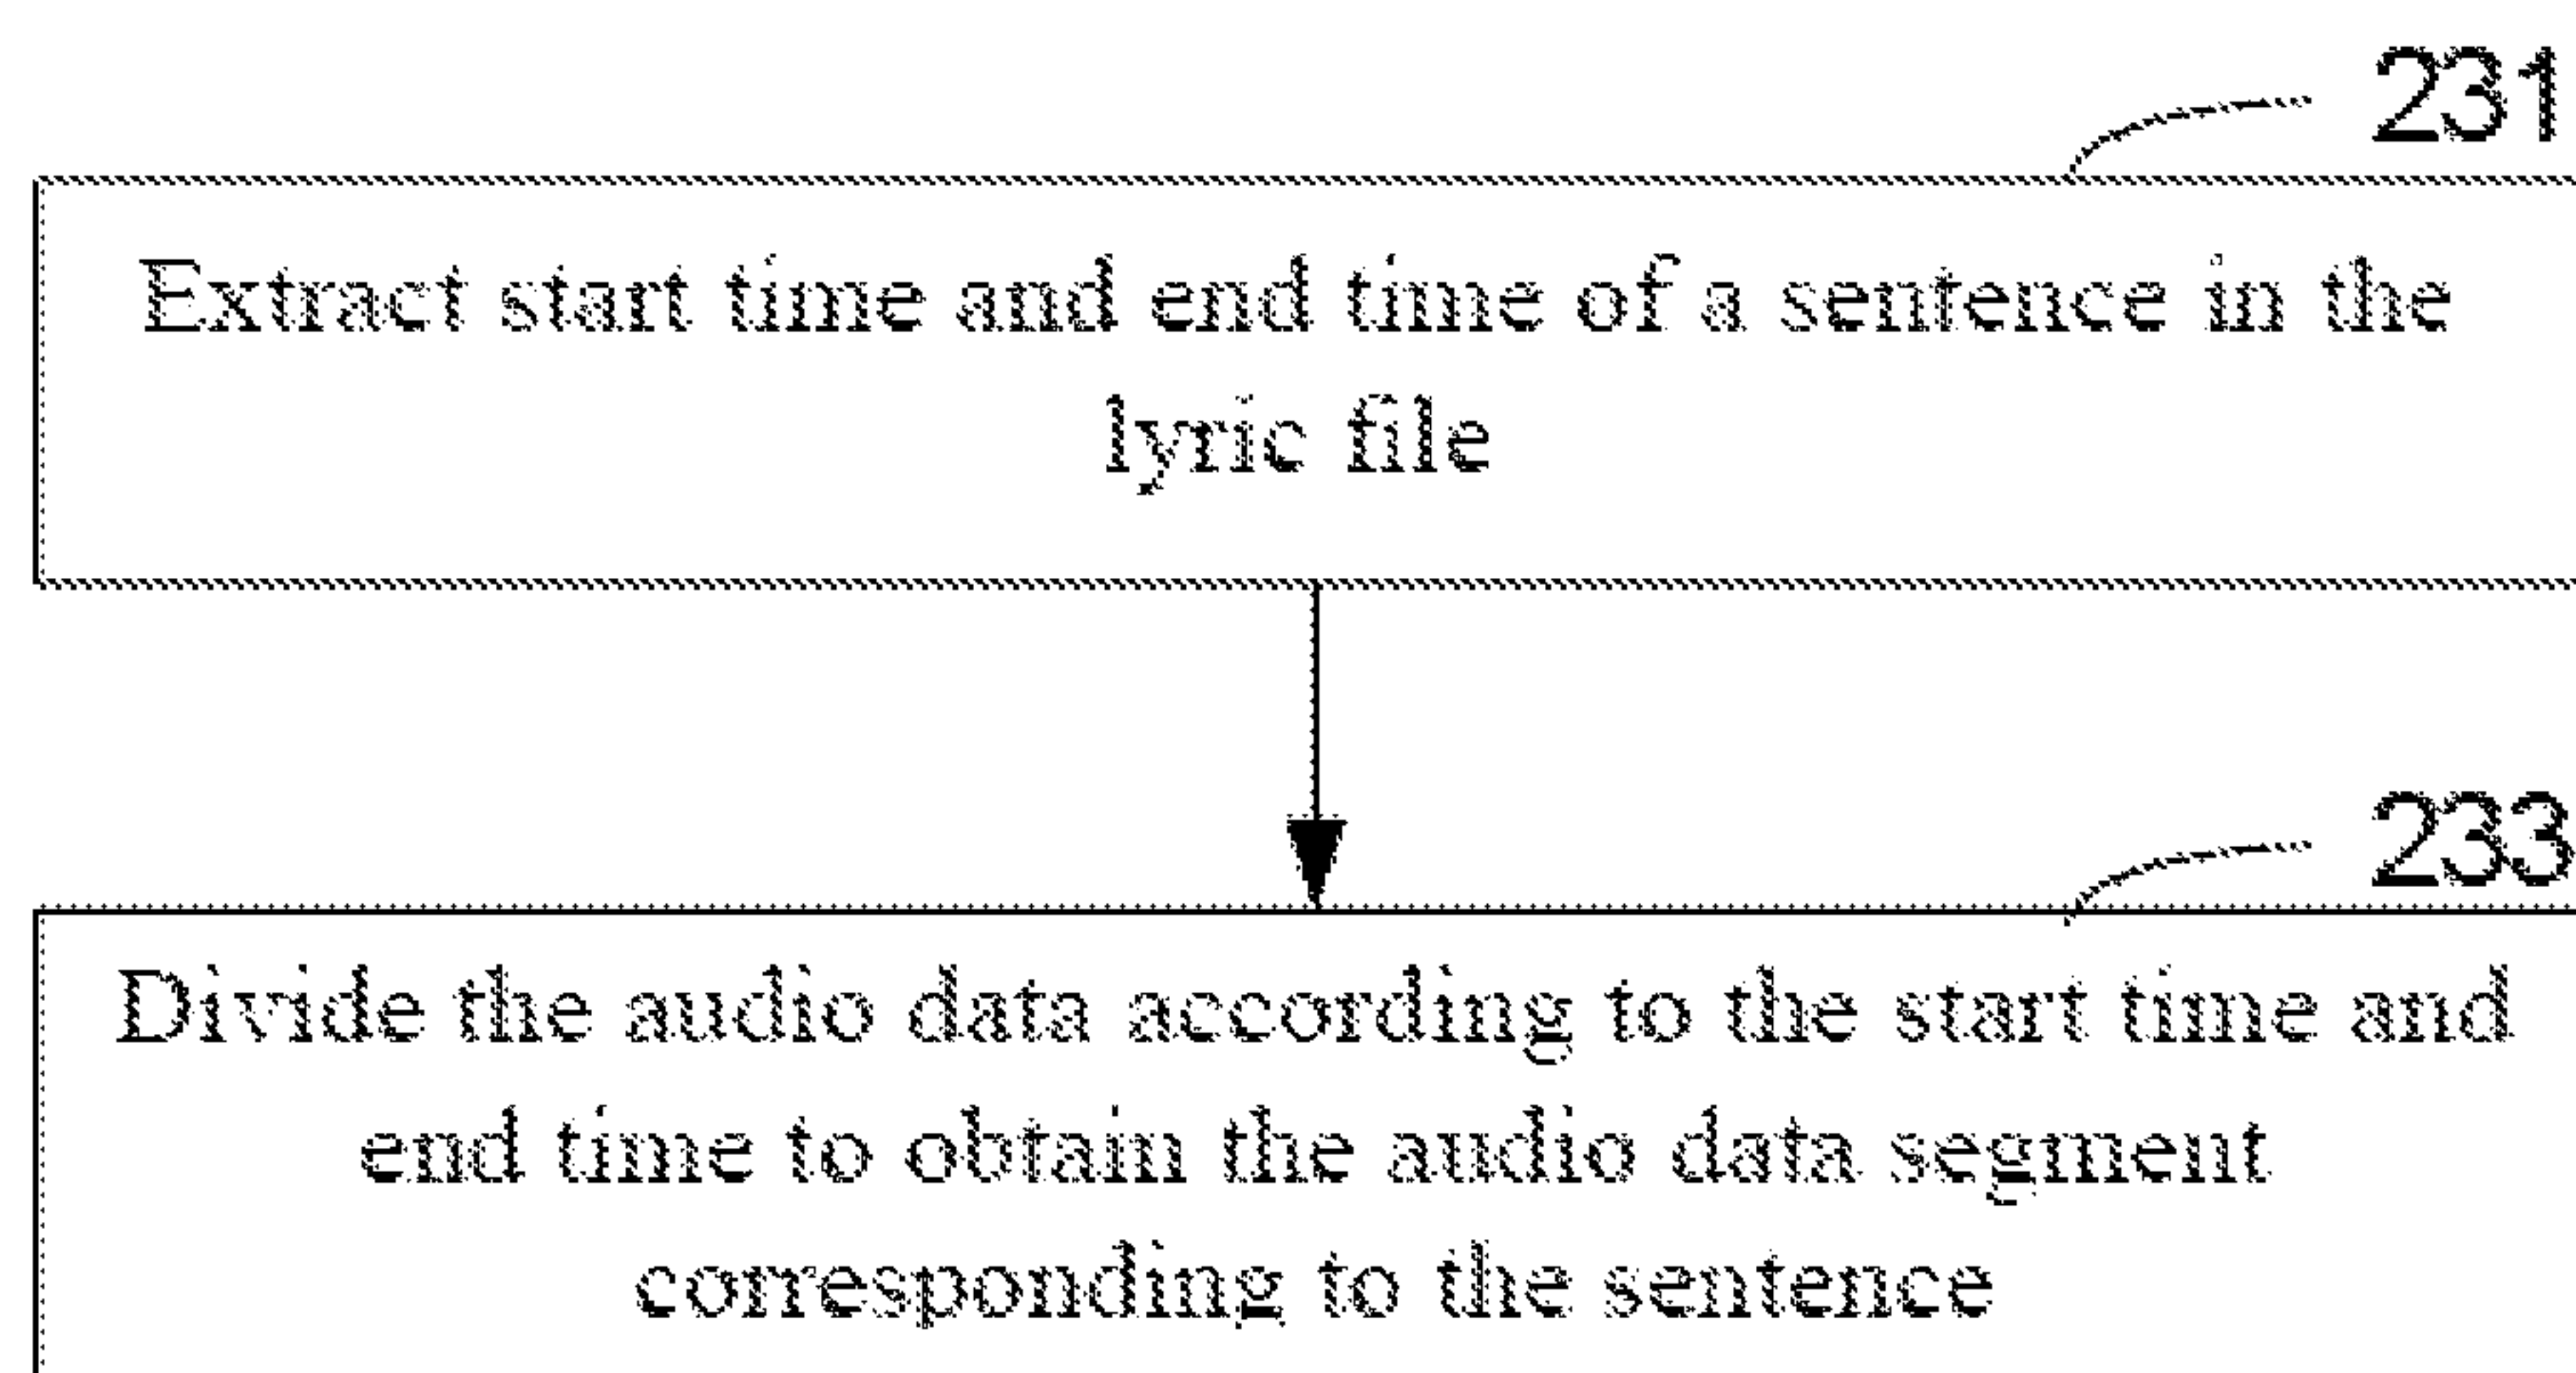 231
Extract start time and end time of a sentence in the
lyric file
233
Divide the audio data according to the start time and
end time to obtain the audio data segment
corresponding to the sentence